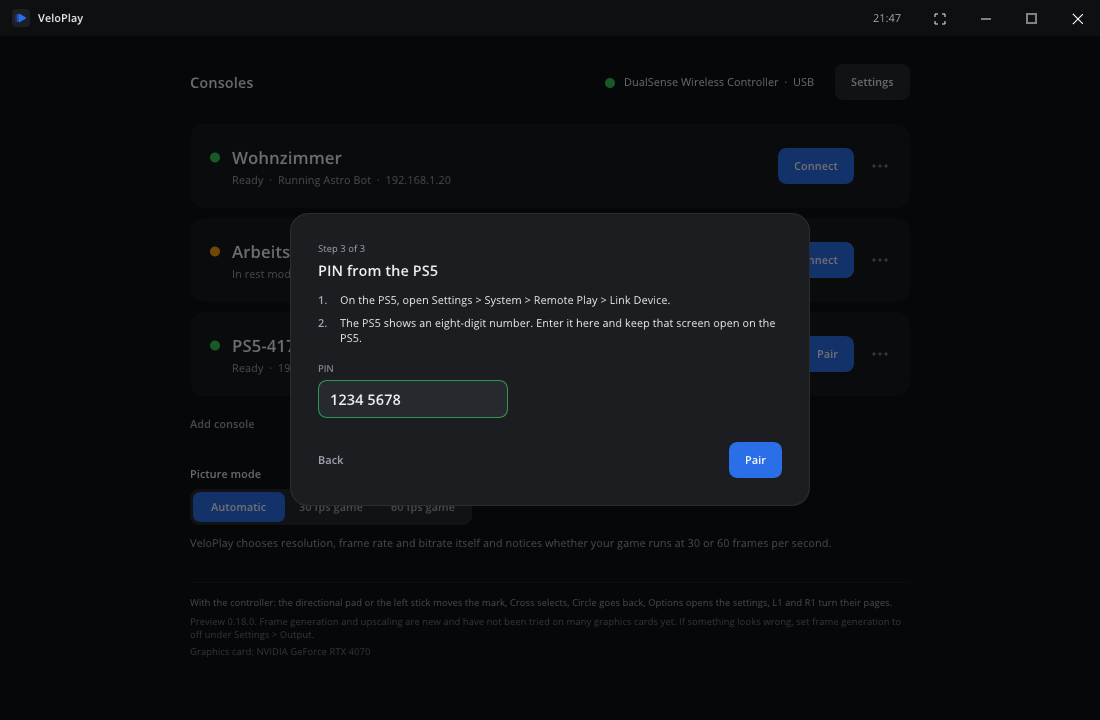 VeloPlay
21:47
Consoles
DualSense Wireless Controller · USB
Settings
Wohnzimmer
Ready · Running Astro Bot · 192.168.1.20
Connect
Arbeits
In rest mod
nnect
PS5-417
Ready · 19
Pair
Step 3 of 3
PIN from the PS5
1. On the PS5, open Settings > System > Remote Play > Link Device.
2. The PS5 shows an eight-digit number. Enter it here and keep that screen open on the
PS5.
PIN
1234 5678
Back
Pair
Add console
Picture mode
Automatic
30 fps game
60 fps game
VeloPlay chooses resolution, frame rate and bitrate itself and notices whether your game runs at 30 or 60 frames per second.
With the controller: the directional pad or the left stick moves the mark, Cross selects, Circle goes back, Options opens the settings, L1 and R1 turn their pages.
Preview 0.18.0. Frame generation and upscaling are new and have not been tried on many graphics cards yet. If something looks wrong, set frame generation to
off under Settings > Output.
Graphics card: NVIDIA GeForce RTX 4070